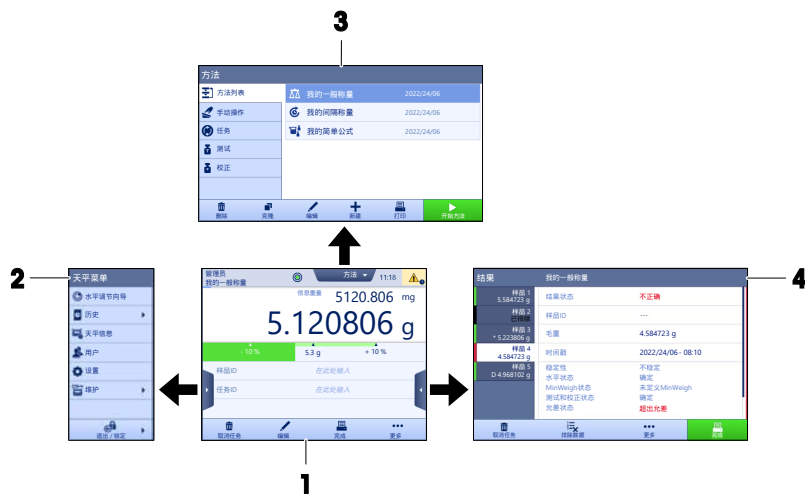 3
方法
方法列表
手动操作
任务
测试
校正
我的一般称量 2022/24/06
我的间隔称量 2022/24/06
我的简单公式 2022/24/06
删除 克隆 编辑 新建 打印 开始方法
2
天平菜单
水平调节向导
历史
天平信息
用户
设置
维护
退出 / 锁定
管理员
我的一般称量
方法 11:18
信息重量 5120.806 mg
5.120806 g
- 10 % 5.3 g + 10 %
样品ID 在此处输入
任务ID 在此处输入
取消任务 编辑 完成 更多
1
4
结果 我的一般称量
样品 1
5.584723 g
样品 2
已排除
样品 3
* 5.223806 g
样品 4
4.584723 g
样品 5
D 4.968102 g
结果状态 不正确
样品ID ---
毛重 4.584723 g
时间戳 2022/24/06 - 08:10
稳定性 不稳定
水平状态 确定
MinWeigh状态 未定义MinWeigh
测试和校正状态 确定
允差状态 超出允差
取消任务 排除数据 更多 完成